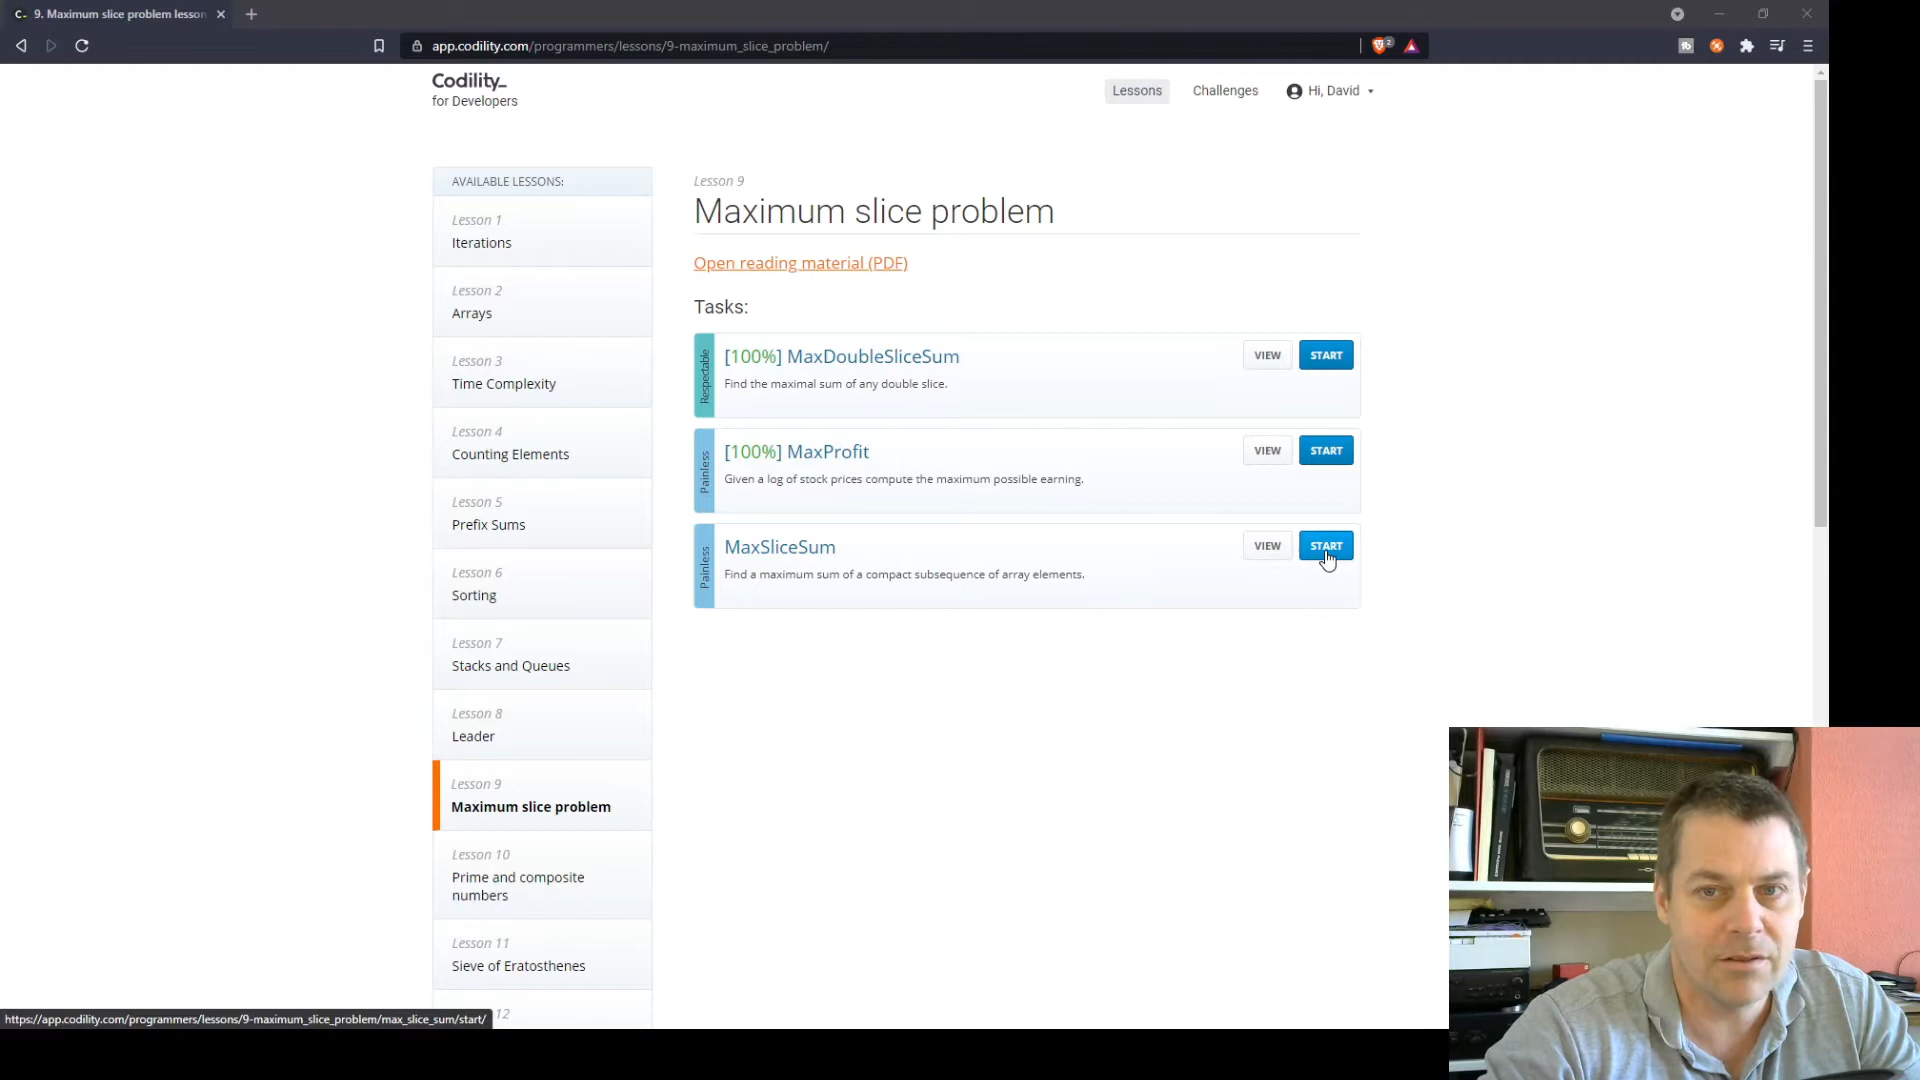 9. Maximum slice problem lesson
app.codility.com/programmers/lessons/9-maximum_slice_problem/
2
Codility_
for Developers
Lessons
Challenges
Hi, David
AVAILABLE LESSONS:
Lesson 1
Iterations
Lesson 2
Arrays
Lesson 3
Time Complexity
Lesson 4
Counting Elements
Lesson 5
Prefix Sums
Lesson 6
Sorting
Lesson 7
Stacks and Queues
Lesson 8
Leader
Lesson 9
Maximum slice problem
Lesson 10
Prime and composite
numbers
Lesson 11
Sieve of Eratosthenes
12
Lesson 9
Maximum slice problem
Open reading material (PDF)
Tasks:
Respectable
[100%] MaxDoubleSliceSum
VIEW
START
Find the maximal sum of any double slice.
Painless
[100%] MaxProfit
VIEW
START
Given a log of stock prices compute the maximum possible earning.
Painless
MaxSliceSum
VIEW
START
Find a maximum sum of a compact subsequence of array elements.
https://app.codility.com/programmers/lessons/9-maximum_slice_problem/max_slice_sum/start/